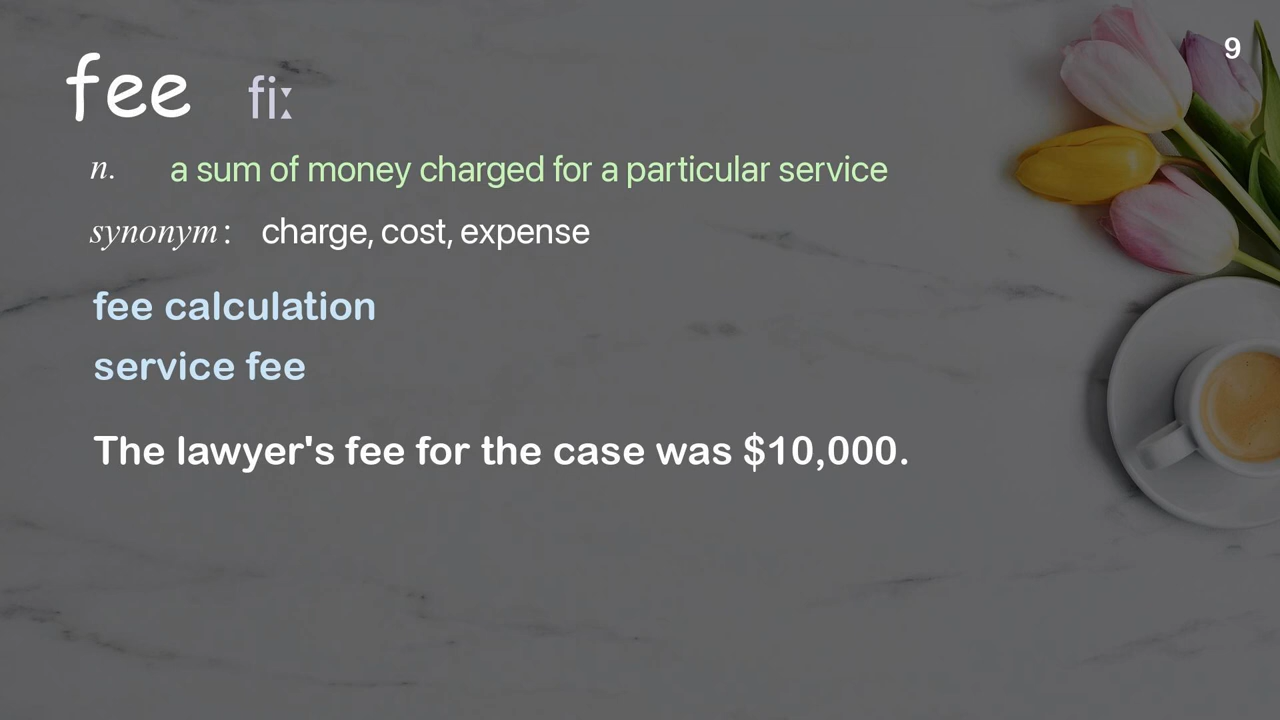 9
fee fiː
n. a sum of money charged for a particular service
synonym: charge, cost, expense
fee calculation
service fee
The lawyer's fee for the case was $10,000.